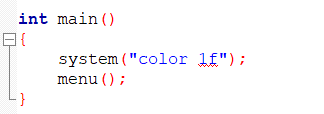 int main()
{
system("color 1f");
menu();
}